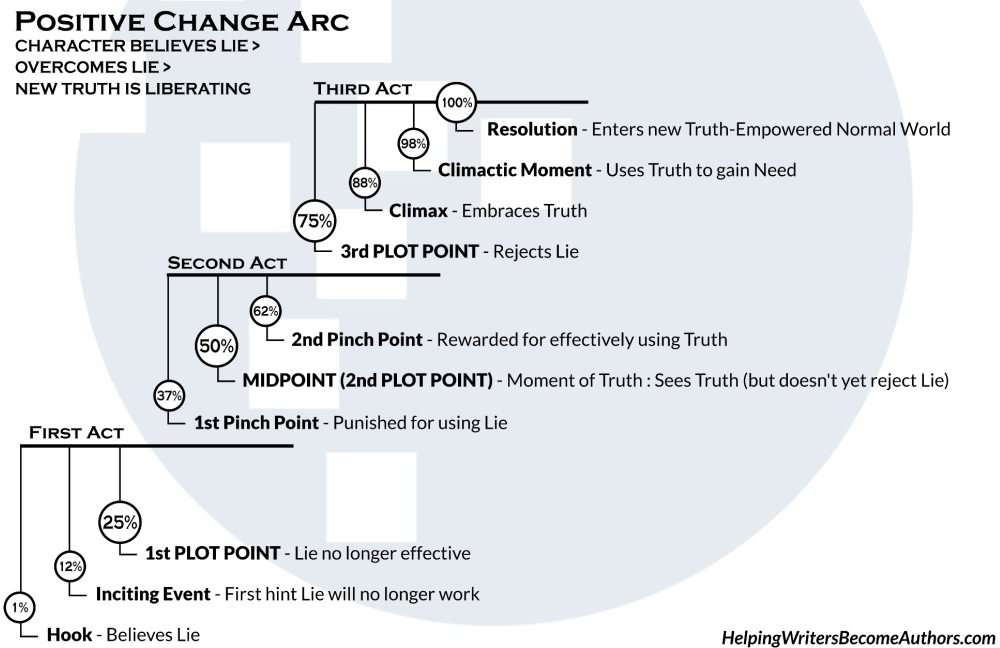 POSITIVE CHANGE ARC
CHARACTER BELIEVES LIE >
OVERCOMES LIE >
NEW TRUTH IS LIBERATING
THIRD ACT
100%
Resolution - Enters new Truth-Empowered Normal World
98%
Climactic Moment - Uses Truth to gain Need
88%
Climax - Embraces Truth
75%
3rd PLOT POINT - Rejects Lie
SECOND ACT
62%
2nd Pinch Point - Rewarded for effectively using Truth
50%
MIDPOINT (2nd PLOT POINT) - Moment of Truth : Sees Truth (but doesn't yet reject Lie)
37%
1st Pinch Point - Punished for using Lie
FIRST ACT
25%
1st PLOT POINT - Lie no longer effective
12%
Inciting Event - First hint Lie will no longer work
1%
Hook - Believes Lie
HelpingWritersBecomeAuthors.com